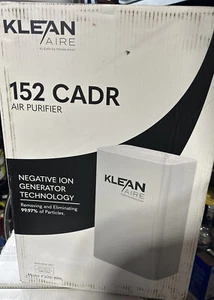 KLEAN
AIRE
152 CADR
AIR PURIFIER
NEGATIVE ION
GENERATOR
TECHNOLOGY
Removing and Eliminating
99.97% of Particles.
KLEAN
AIRE